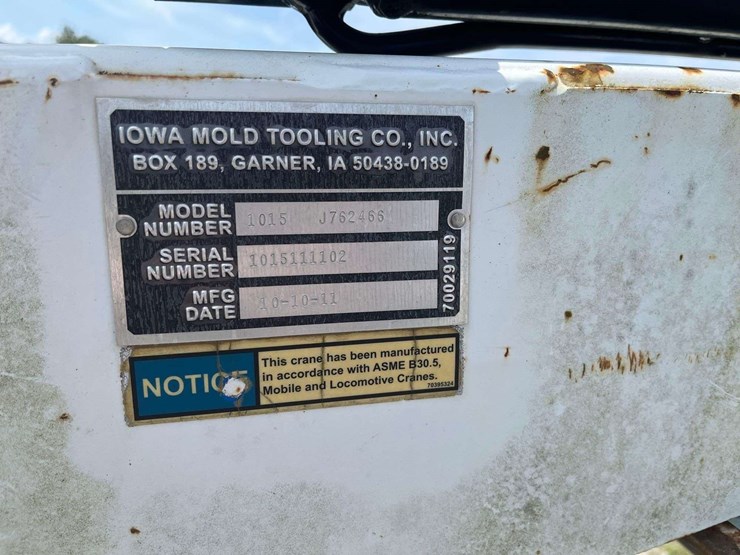 IOWA MOLD TOOLING CO., INC.
BOX 189, GARNER, IA 50438-0189
MODEL NUMBER 1015 J762466
SERIAL NUMBER 1015111102
MFG DATE 10-10-11
70029119
NOTICE
This crane has been manufactured
in accordance with ASME B30.5,
Mobile and Locomotive Cranes.
70395324